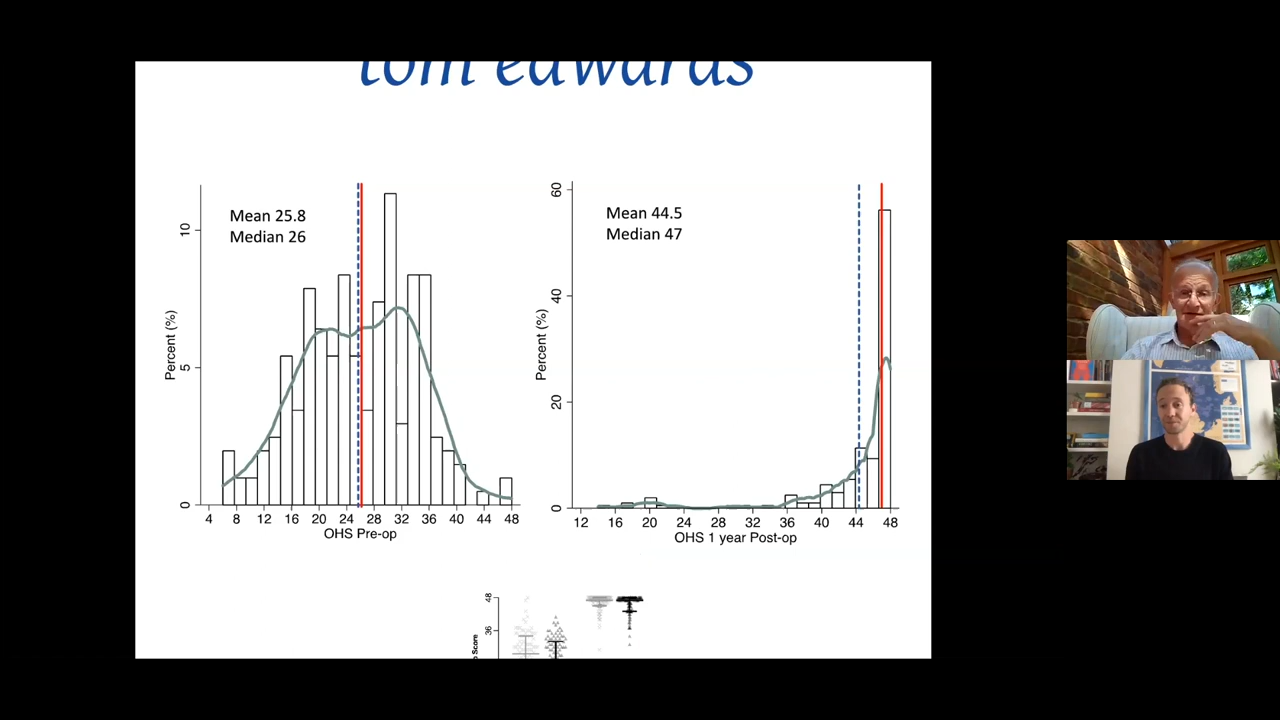 tom edwards
Mean 25.8
Median 26
Percent (%)
10
5
0
4 8 12 16 20 24 28 32 36 40 44 48
OHS Pre-op
Mean 44.5
Median 47
Percent (%)
60
40
20
0
12 16 20 24 28 32 36 40 44 48
OHS 1 year Post-op
48
36
Score